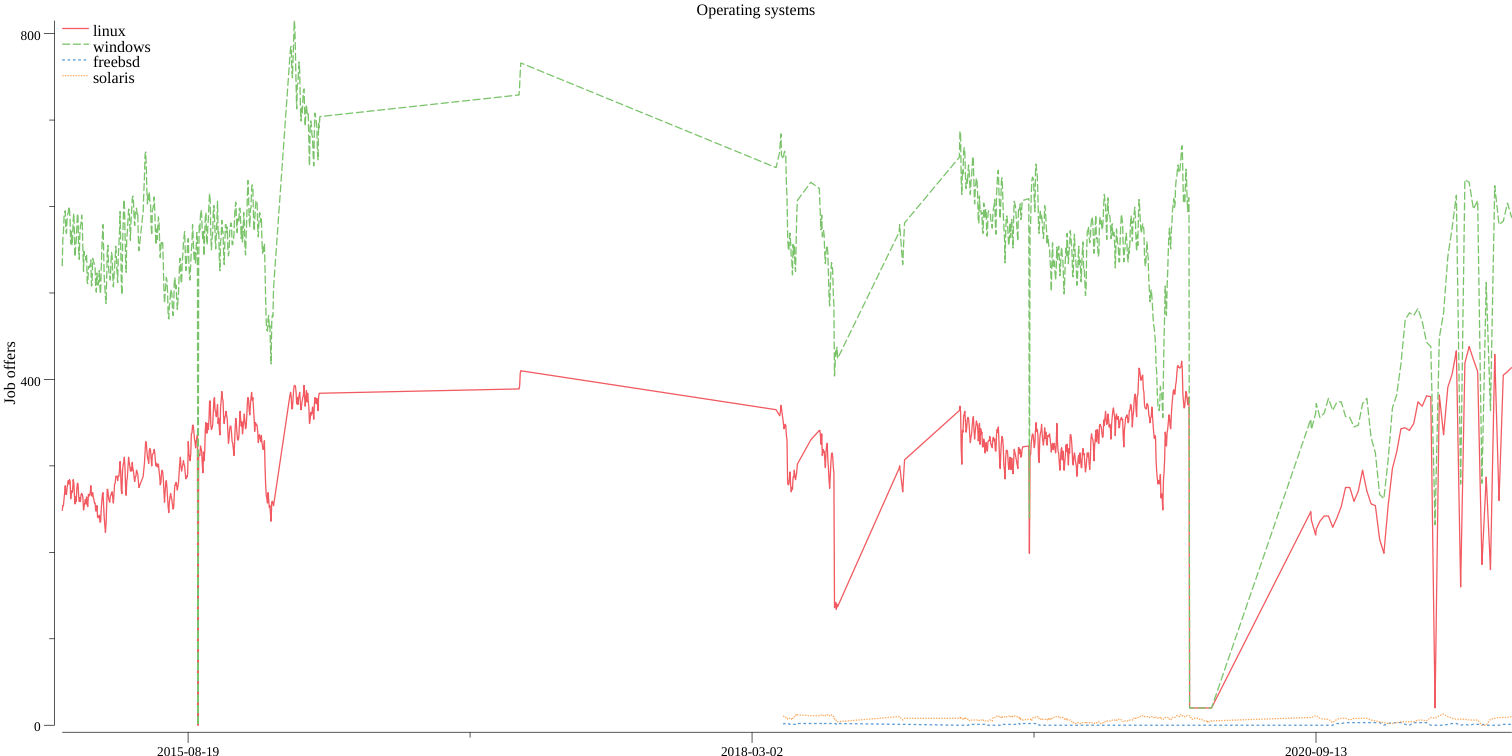 Operating systems
linux
windows
freebsd
solaris
Job offers
800
400
0
2015-08-19
2018-03-02
2020-09-13